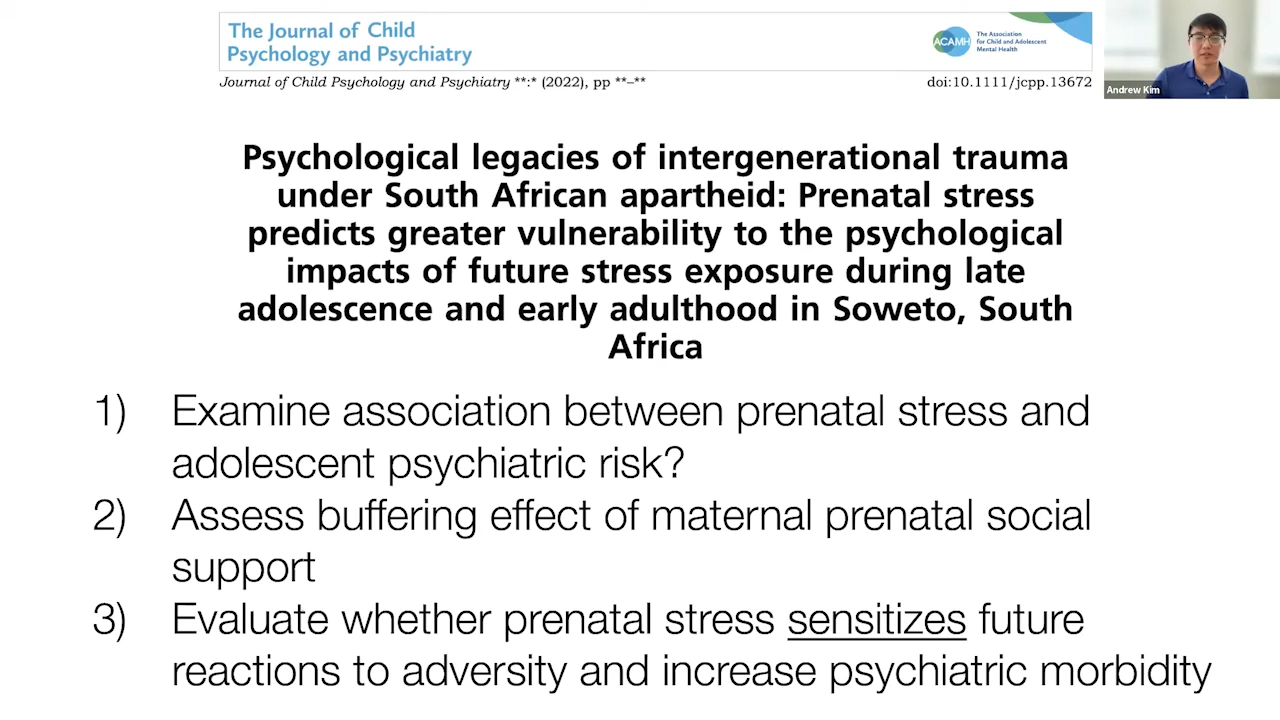 The Journal of Child
Psychology and Psychiatry
ACAMH
The Association
for Child and Adolescent
Mental Health
Journal of Child Psychology and Psychiatry **:* (2022), pp **–**
doi:10.1111/jcpp.13672
Andrew Kim
Psychological legacies of intergenerational trauma
under South African apartheid: Prenatal stress
predicts greater vulnerability to the psychological
impacts of future stress exposure during late
adolescence and early adulthood in Soweto, South
Africa
1) Examine association between prenatal stress and
adolescent psychiatric risk?
2) Assess buffering effect of maternal prenatal social
support
3) Evaluate whether prenatal stress sensitizes future
reactions to adversity and increase psychiatric morbidity